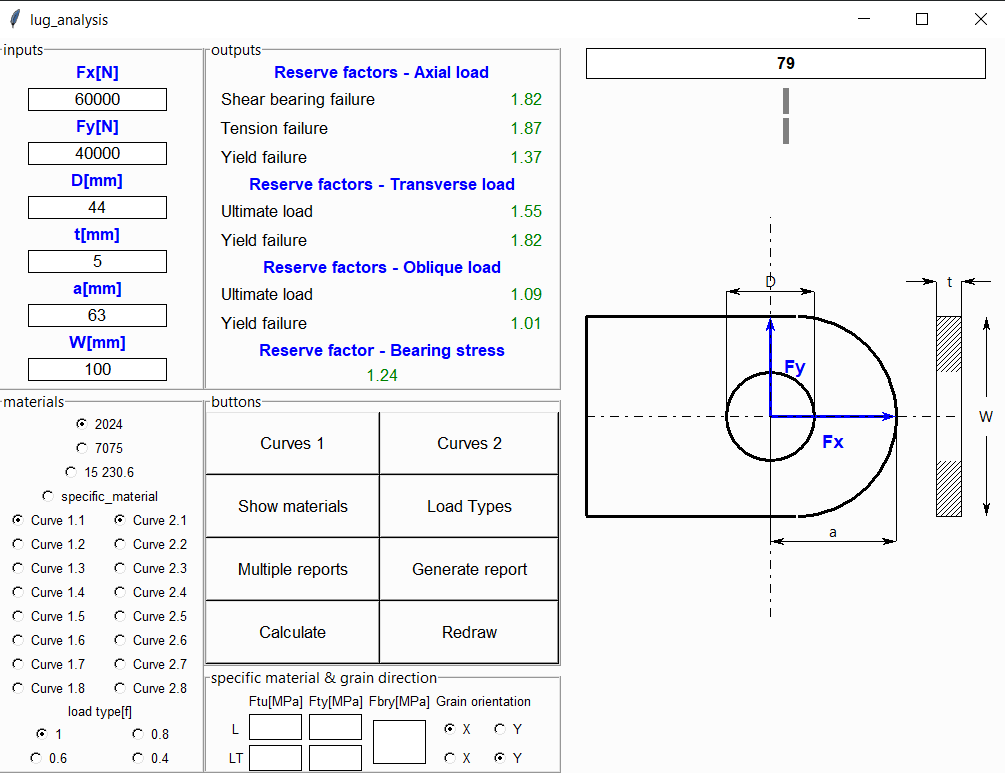 lug_analysis
inputs
Fx[N]
60000
Fy[N]
40000
D[mm]
44
t[mm]
5
a[mm]
63
W[mm]
100
outputs
Reserve factors - Axial load
Shear bearing failure 1.82
Tension failure 1.87
Yield failure 1.37
Reserve factors - Transverse load
Ultimate load 1.55
Yield failure 1.82
Reserve factors - Oblique load
Ultimate load 1.09
Yield failure 1.01
Reserve factor - Bearing stress
1.24
materials
2024
7075
15 230.6
specific_material
Curve 1.1 Curve 2.1
Curve 1.2 Curve 2.2
Curve 1.3 Curve 2.3
Curve 1.4 Curve 2.4
Curve 1.5 Curve 2.5
Curve 1.6 Curve 2.6
Curve 1.7 Curve 2.7
Curve 1.8 Curve 2.8
load type[f]
1 0.8
0.6 0.4
buttons
Curves 1 Curves 2
Show materials Load Types
Multiple reports Generate report
Calculate Redraw
specific material & grain direction
Ftu[MPa] Fty[MPa] Fbry[MPa] Grain orientation
L X Y
LT X Y
79
D
t
Fy
Fx
W
a